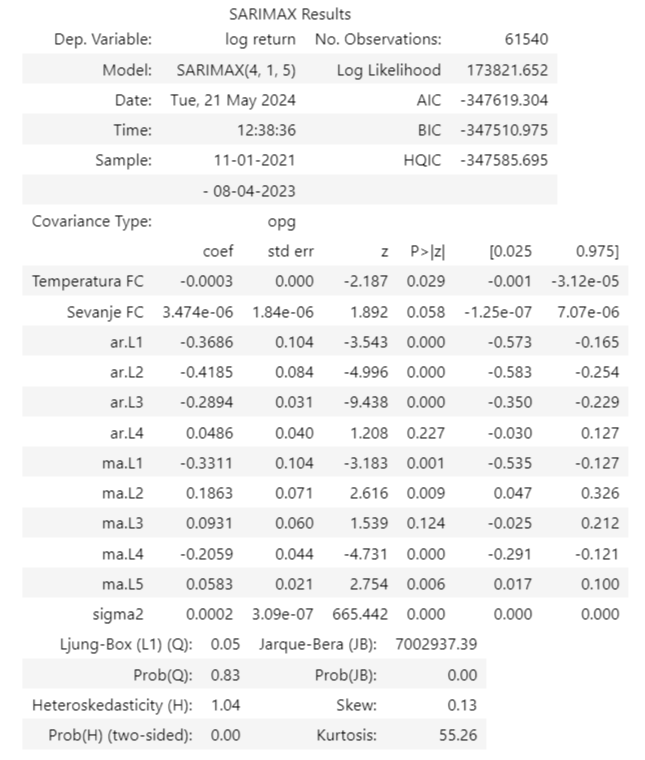 SARIMAX Results
Dep. Variable: log return No. Observations: 61540
Model: SARIMAX(4, 1, 5) Log Likelihood 173821.652
Date: Tue, 21 May 2024 AIC -347619.304
Time: 12:38:36 BIC -347510.975
Sample: 11-01-2021 HQIC -347585.695
- 08-04-2023
Covariance Type: opg
coef std err z P>|z| [0.025 0.975]
Temperatura FC -0.0003 0.000 -2.187 0.029 -0.001 -3.12e-05
Sevanje FC 3.474e-06 1.84e-06 1.892 0.058 -1.25e-07 7.07e-06
ar.L1 -0.3686 0.104 -3.543 0.000 -0.573 -0.165
ar.L2 -0.4185 0.084 -4.996 0.000 -0.583 -0.254
ar.L3 -0.2894 0.031 -9.438 0.000 -0.350 -0.229
ar.L4 0.0486 0.040 1.208 0.227 -0.030 0.127
ma.L1 -0.3311 0.104 -3.183 0.001 -0.535 -0.127
ma.L2 0.1863 0.071 2.616 0.009 0.047 0.326
ma.L3 0.0931 0.060 1.539 0.124 -0.025 0.212
ma.L4 -0.2059 0.044 -4.731 0.000 -0.291 -0.121
ma.L5 0.0583 0.021 2.754 0.006 0.017 0.100
sigma2 0.0002 3.09e-07 665.442 0.000 0.000 0.000
Ljung-Box (L1) (Q): 0.05 Jarque-Bera (JB): 7002937.39
Prob(Q): 0.83 Prob(JB): 0.00
Heteroskedasticity (H): 1.04 Skew: 0.13
Prob(H) (two-sided): 0.00 Kurtosis: 55.26